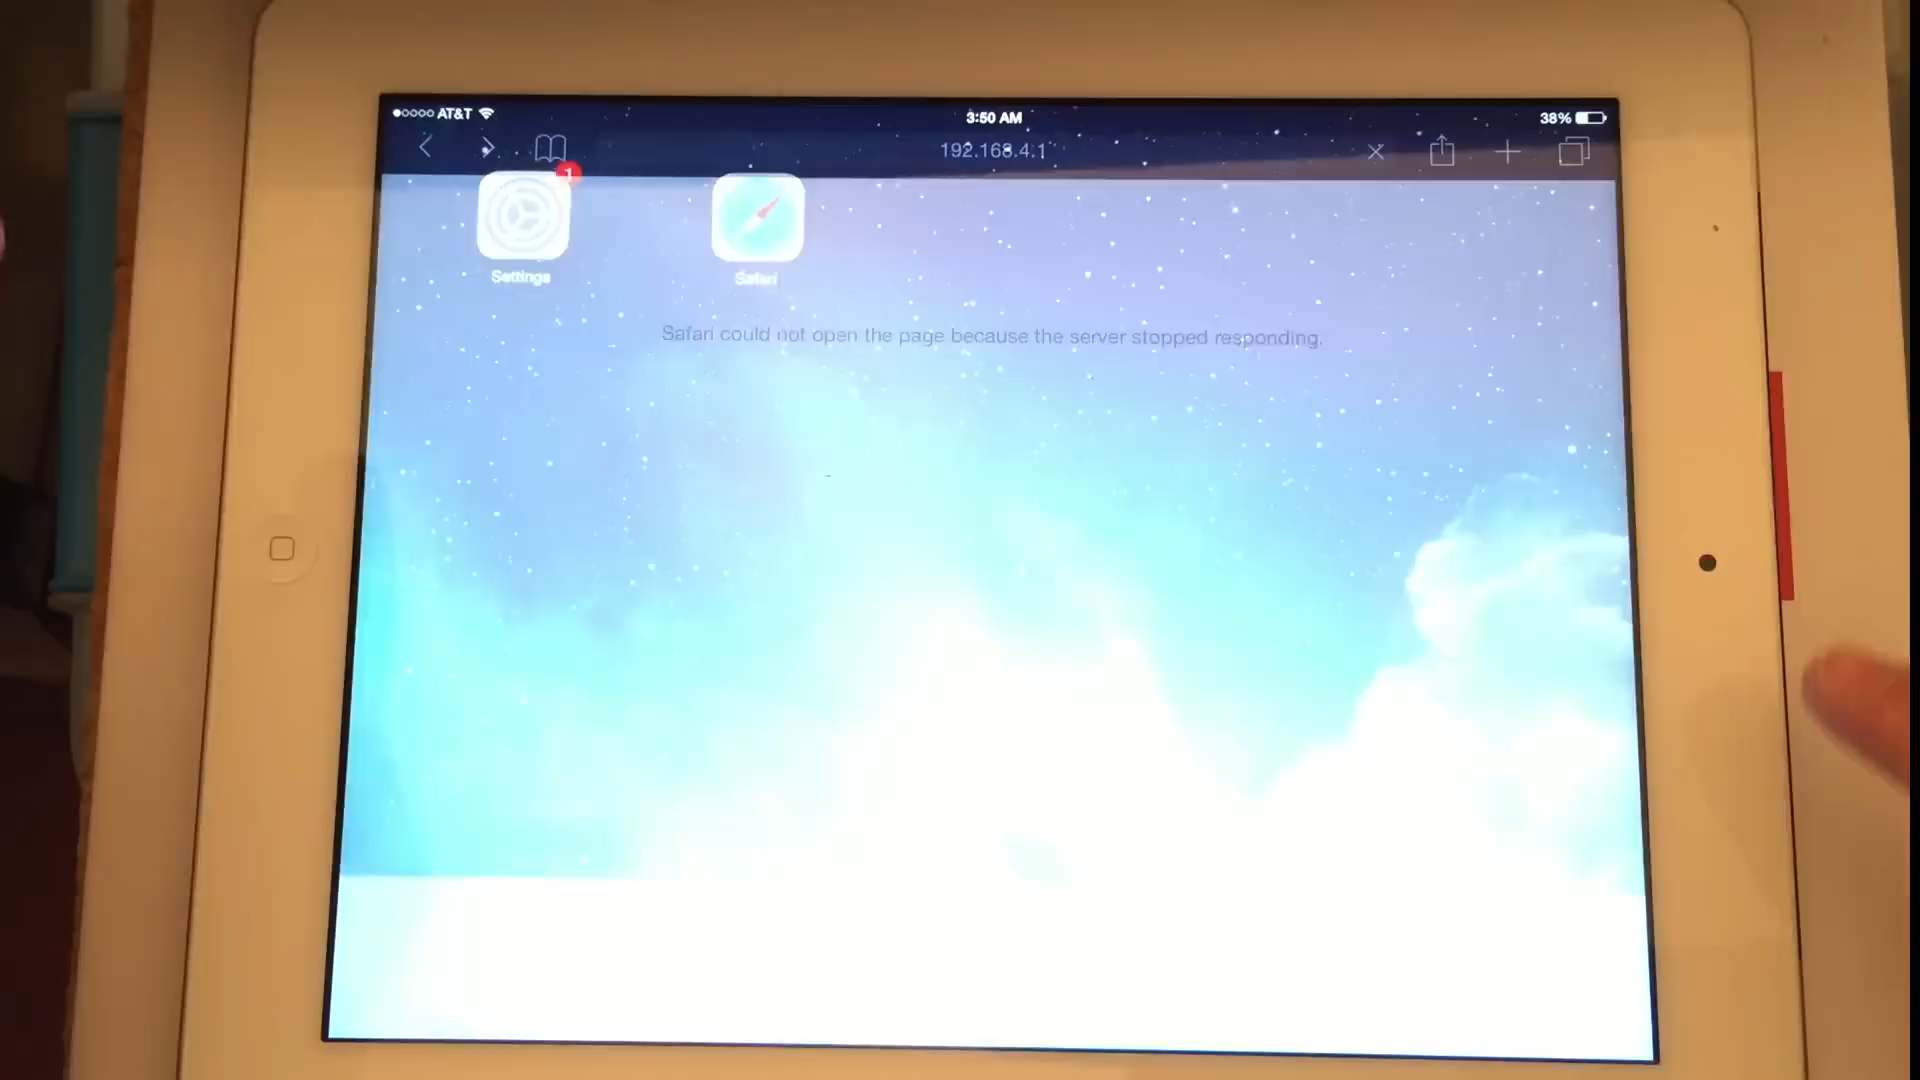 AT&T
3:50 AM
38%
192.168.4.1
1
Settings
Safari
Safari could not open the page because the server stopped responding.